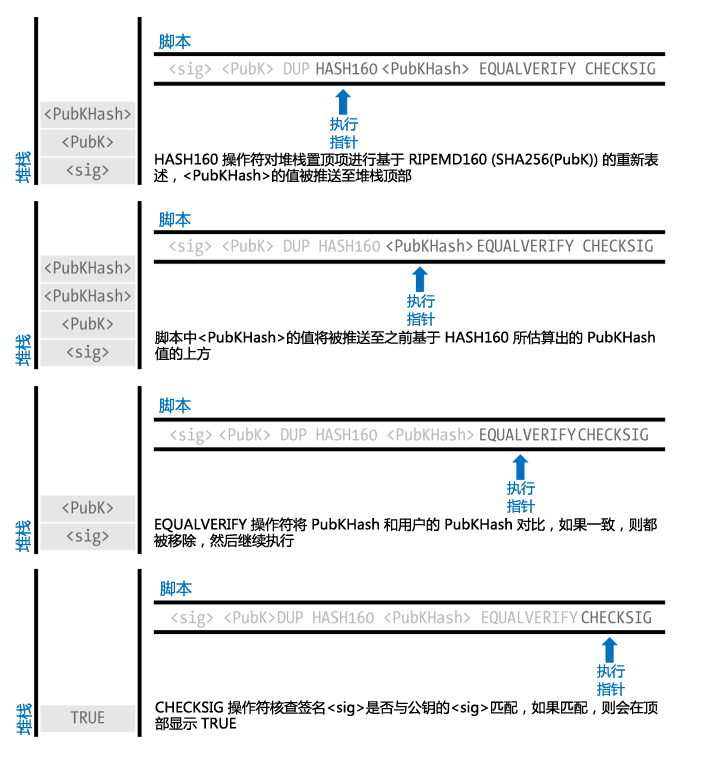 脚本
<sig> <PubK> DUP HASH160 <PubKHash> EQUALVERIFY CHECKSIG
<PubKHash>
<PubK>
<sig>
堆栈
执行
指针
HASH160 操作符对堆栈置顶项进行基于 RIPEMD160 (SHA256(PubK)) 的重新表
述，<PubKHash>的值被推送至堆栈顶部
脚本
<sig> <PubK> DUP HASH160 <PubKHash> EQUALVERIFY CHECKSIG
<PubKHash>
<PubKHash>
<PubK>
<sig>
堆栈
执行
指针
脚本中<PubKHash>的值将被推送至之前基于 HASH160 所估算出的 PubKHash
值的上方
脚本
<sig> <PubK> DUP HASH160 <PubKHash> EQUALVERIFY CHECKSIG
<PubK>
<sig>
堆栈
执行
指针
EQUALVERIFY 操作符将 PubKHash 和用户的 PubKHash 对比，如果一致，则都
被移除，然后继续执行
脚本
<sig> <PubK>DUP HASH160 <PubKHash> EQUALVERIFY CHECKSIG
TRUE
堆栈
执行
指针
CHECKSIG 操作符核查签名<sig>是否与公钥的<sig>匹配，如果匹配，则会在顶
部显示 TRUE